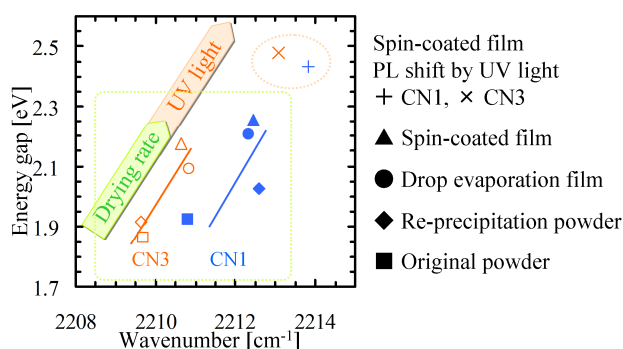 2.5
2.3
2.1
1.9
1.7
Energy gap [eV]
2208
2210
2212
2214
Wavenumber [cm⁻¹]
UV light
Drying rate
CN3
CN1
Spin-coated film
PL shift by UV light
+ CN1, × CN3
▲ Spin-coated film
● Drop evaporation film
◆ Re-precipitation powder
■ Original powder